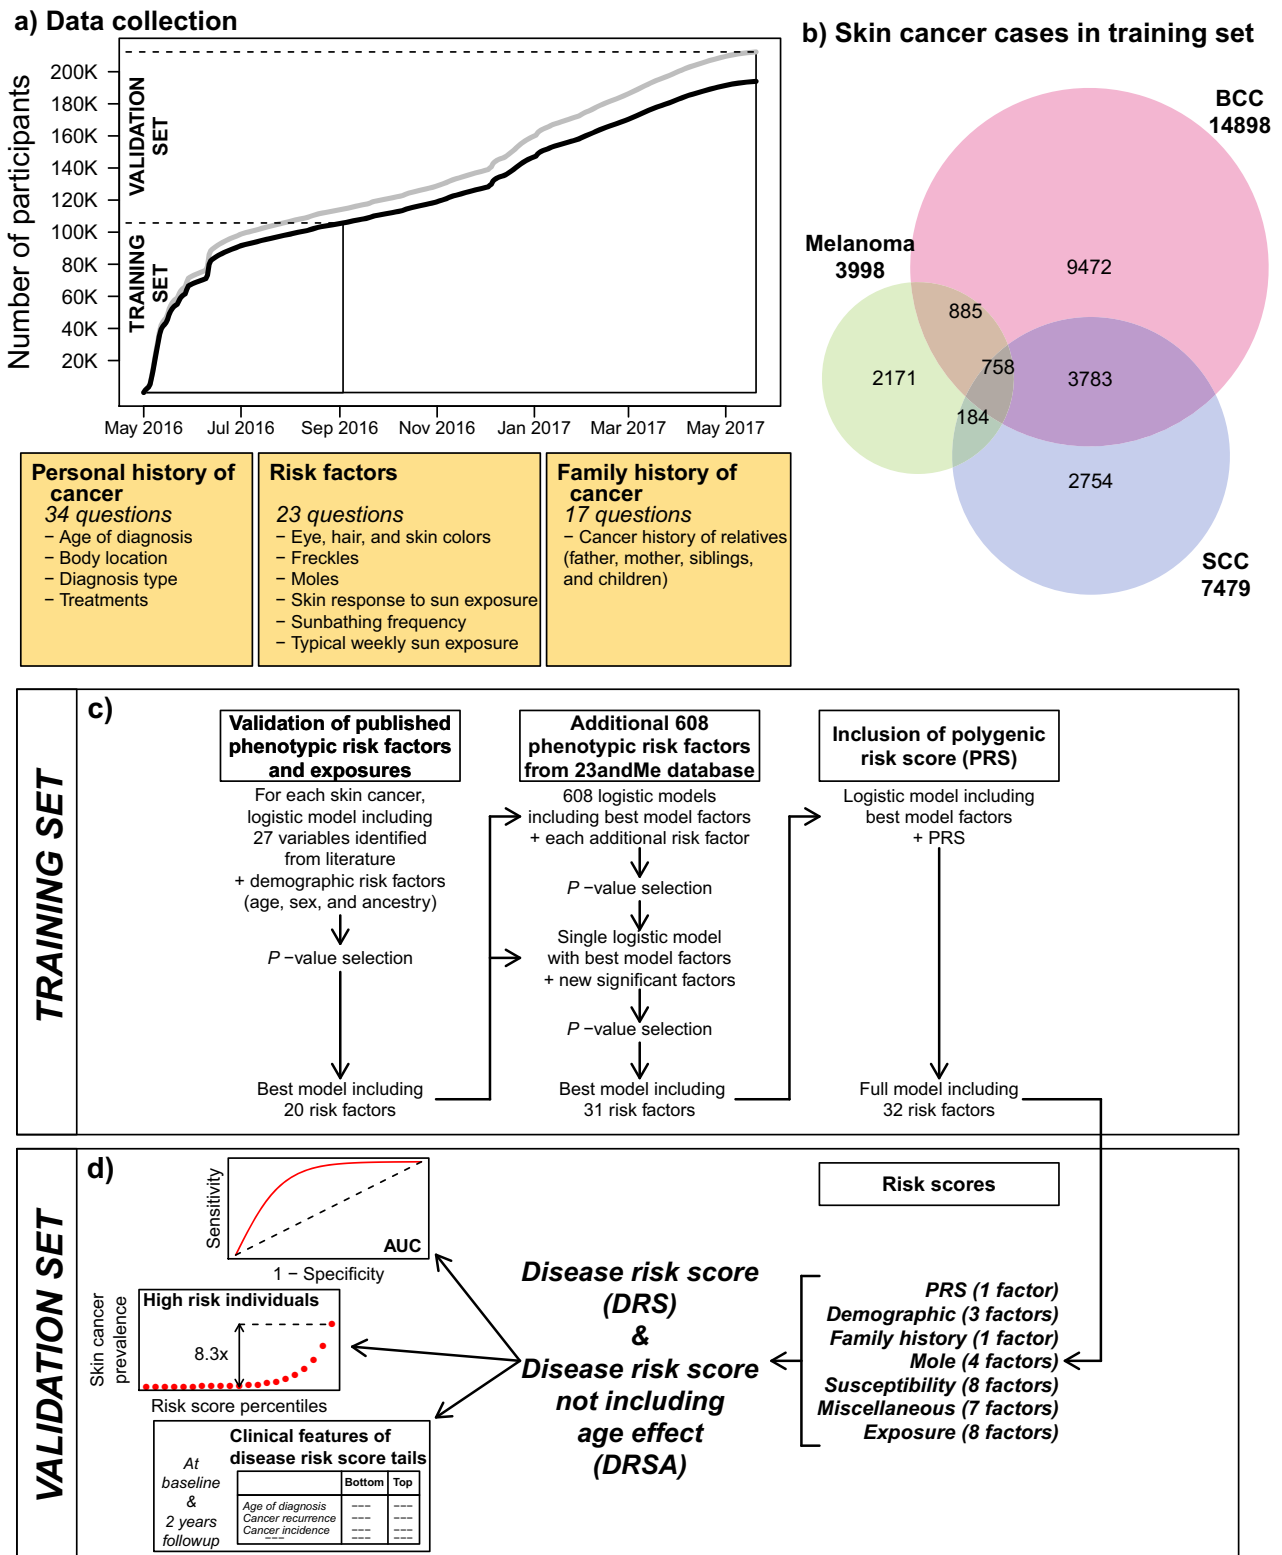 a) Data collection
Number of participants
200K
180K
160K
140K
120K
100K
80K
60K
40K
20K
VALIDATION
SET
TRAINING
SET
May 2016
Jul 2016
Sep 2016
Nov 2016
Jan 2017
Mar 2017
May 2017
b) Skin cancer cases in training set
BCC
14898
Melanoma
3998
9472
885
758
2171
3783
184
2754
SCC
7479
Personal history of
cancer
34 questions
− Age of diagnosis
− Body location
− Diagnosis type
− Treatments
Risk factors
23 questions
− Eye, hair, and skin colors
− Freckles
− Moles
− Skin response to sun exposure
− Sunbathing frequency
− Typical weekly sun exposure
Family history of
cancer
17 questions
− Cancer history of relatives
(father, mother, siblings,
and children)
TRAINING SET
c)
Validation of published
phenotypic risk factors
and exposures
For each skin cancer,
logistic model including
27 variables identified
from literature
+ demographic risk factors
(age, sex, and ancestry)
P −value selection
Best model including
20 risk factors
Additional 608
phenotypic risk factors
from 23andMe database
608 logistic models
including best model factors
+ each additional risk factor
P −value selection
Single logistic model
with best model factors
+ new significant factors
P −value selection
Best model including
31 risk factors
Inclusion of polygenic
risk score (PRS)
Logistic model including
best model factors
+ PRS
Full model including
32 risk factors
VALIDATION SET
d)
Sensitivity
AUC
1 − Specificity
Skin cancer
prevalence
High risk individuals
8.3x
Risk score percentiles
At
baseline
&
2 years
followup
Clinical features of
disease risk score tails
Bottom Top
Age of diagnosis −−− −−−
Cancer recurrence −−− −−−
Cancer incidence −−− −−−
−−− −−− −−−
Disease risk score
(DRS)
&
Disease risk score
not including
age effect
(DRSA)
Risk scores
PRS (1 factor)
Demographic (3 factors)
Family history (1 factor)
Mole (4 factors)
Susceptibility (8 factors)
Miscellaneous (7 factors)
Exposure (8 factors)